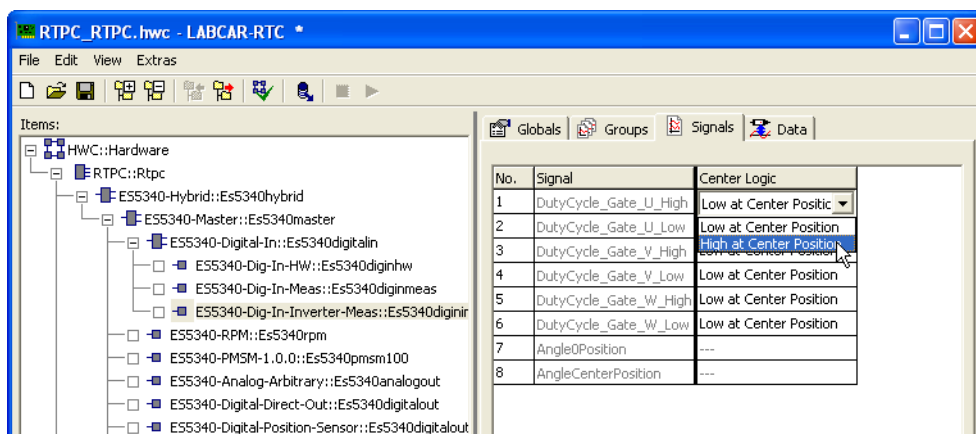 RTPC_RTPC.hwc - LABCAR-RTC *
File Edit View Extras
Items:
HWC::Hardware
RTPC::Rtpc
ES5340-Hybrid::Es5340hybrid
ES5340-Master::Es5340master
ES5340-Digital-In::Es5340digitalin
ES5340-Dig-In-HW::Es5340diginhw
ES5340-Dig-In-Meas::Es5340diginmeas
ES5340-Dig-In-Inverter-Meas::Es5340diginir
ES5340-RPM::Es5340rpm
ES5340-PMSM-1.0.0::Es5340pmsm100
ES5340-Analog-Arbitrary::Es5340analogout
ES5340-Digital-Direct-Out::Es5340digitalout
ES5340-Digital-Position-Sensor::Es5340digitalout
Globals Groups Signals Data
No. Signal Center Logic
1 DutyCycle_Gate_U_High Low at Center Positic
2 DutyCycle_Gate_U_Low Low at Center Position
High at Center Position
3 DutyCycle_Gate_V_High Low at Center Position
4 DutyCycle_Gate_V_Low Low at Center Position
5 DutyCycle_Gate_W_High Low at Center Position
6 DutyCycle_Gate_W_Low Low at Center Position
7 Angle0Position ---
8 AngleCenterPosition ---